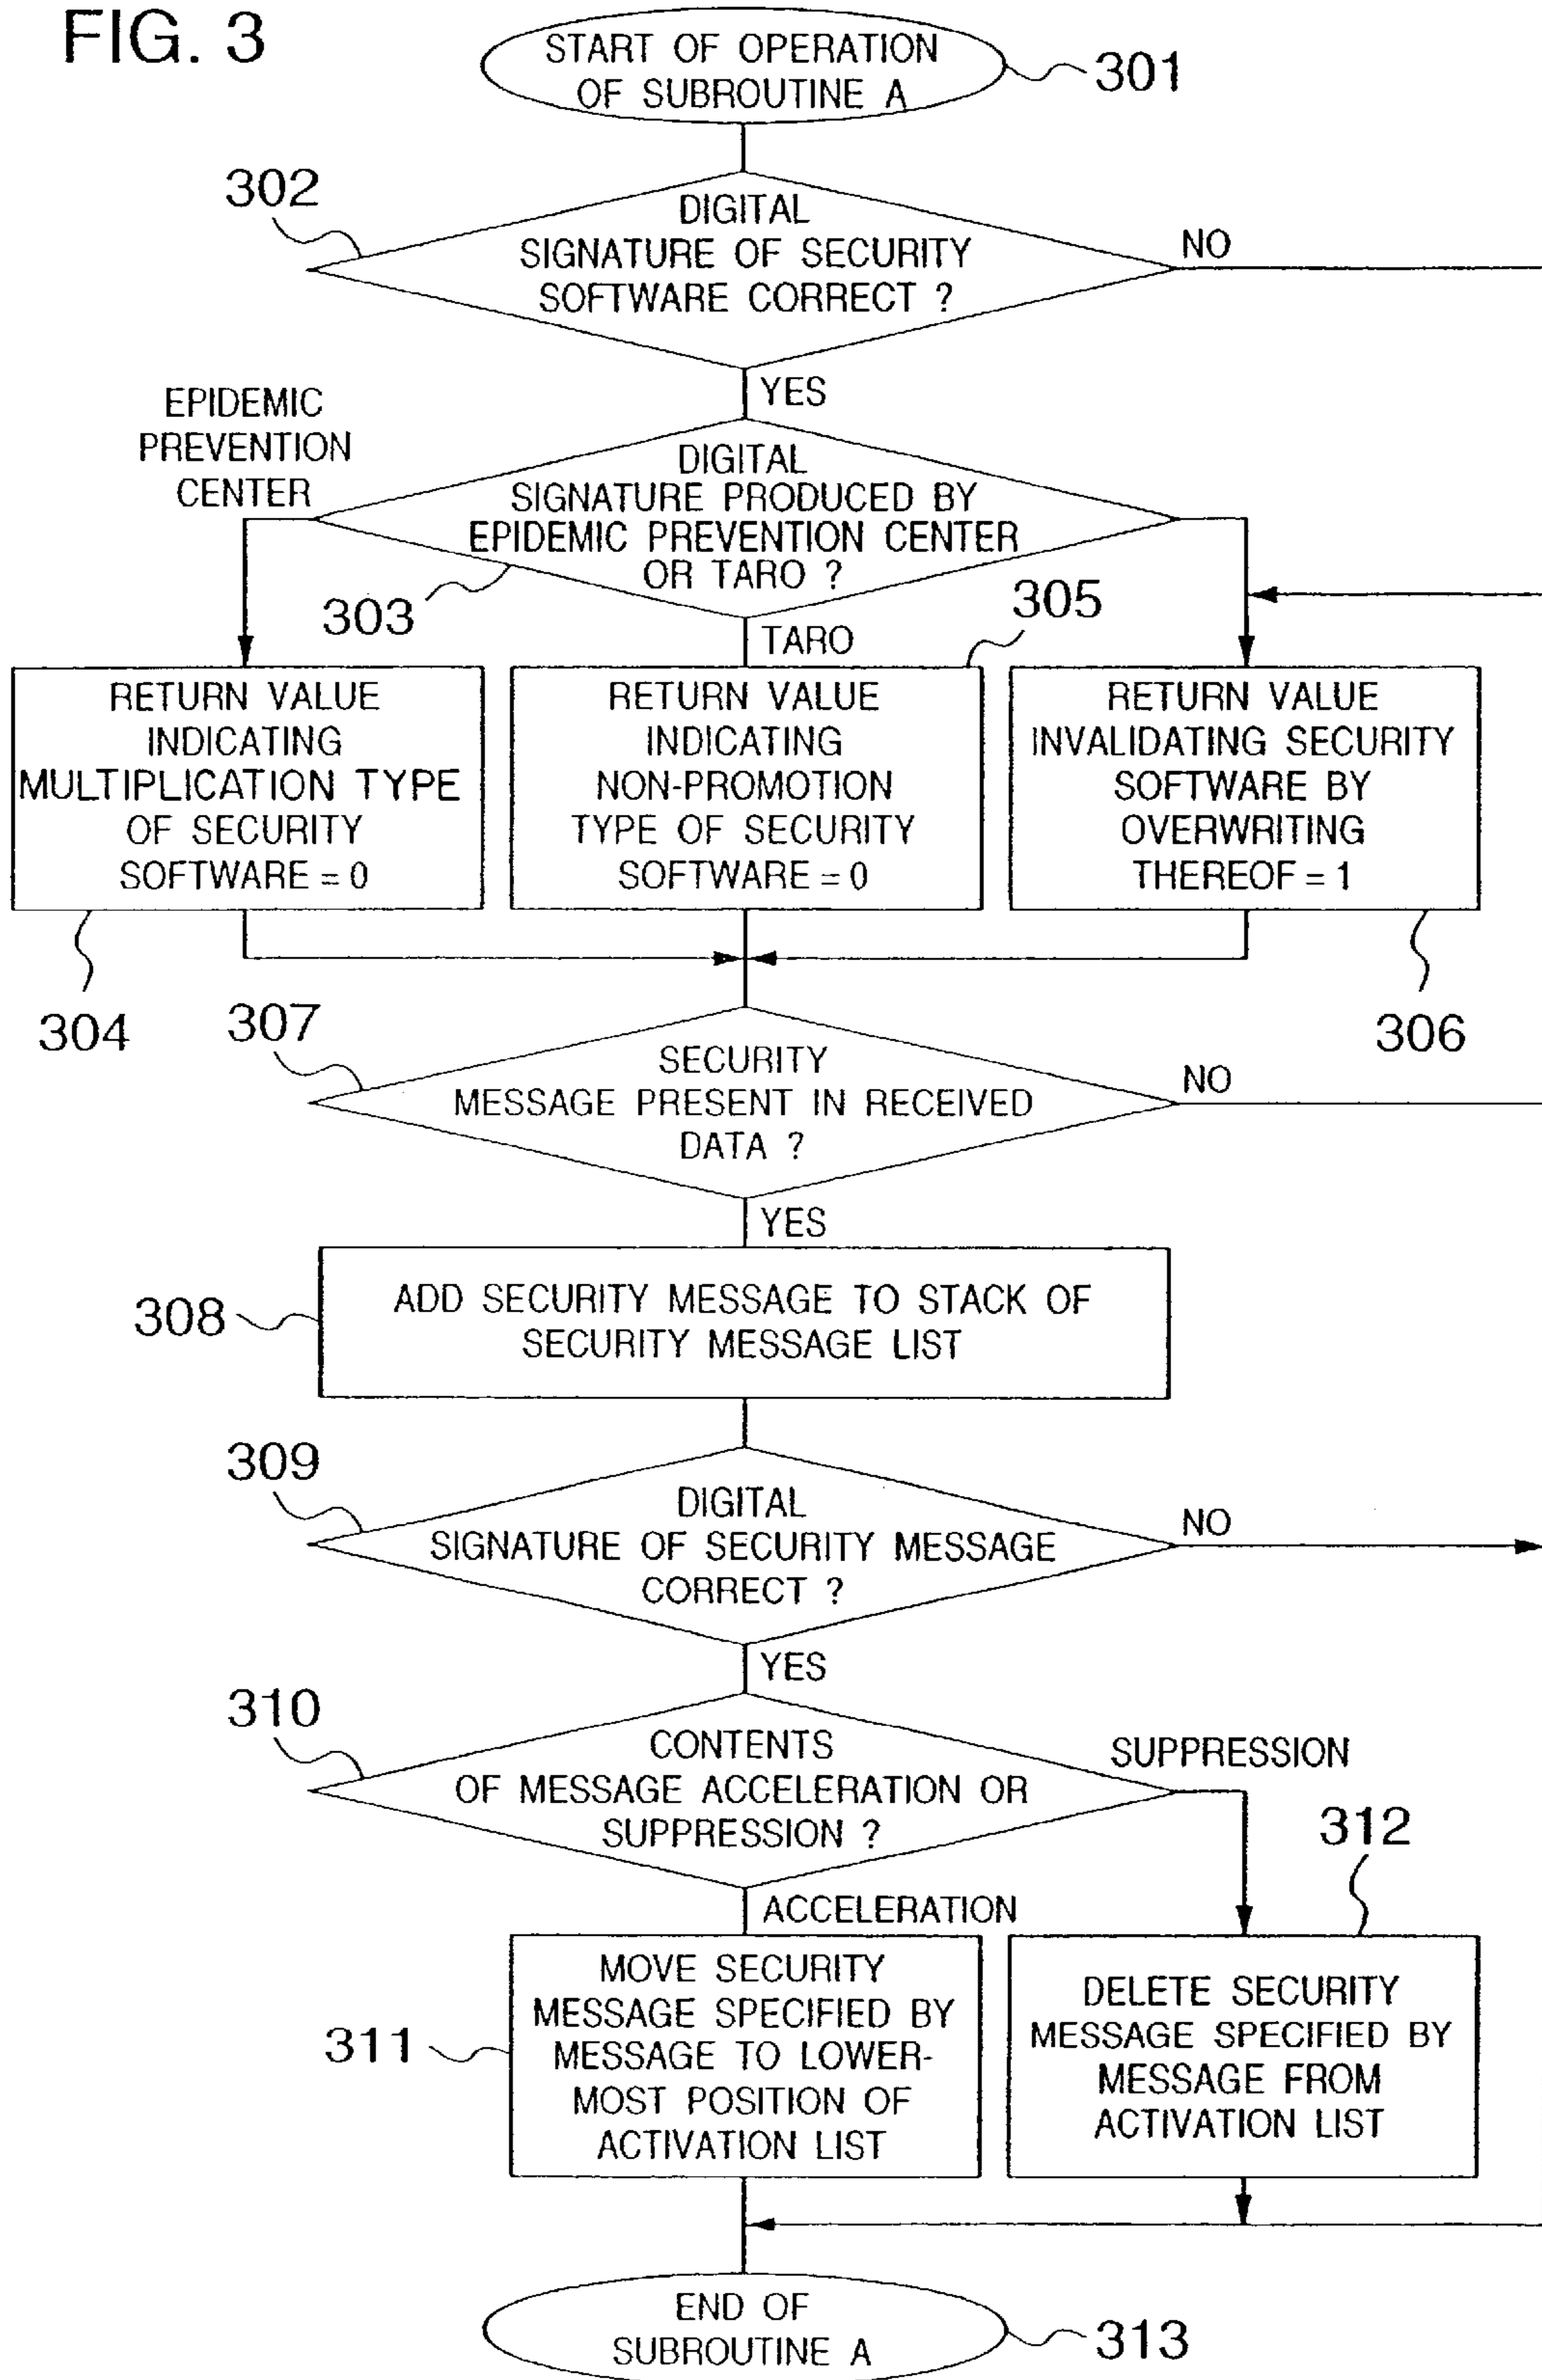 FIG. 3
START OF OPERATION
OF SUBROUTINE A
301
302
DIGITAL
SIGNATURE OF SECURITY
SOFTWARE CORRECT ?
NO
YES
EPIDEMIC
PREVENTION
CENTER
DIGITAL
SIGNATURE PRODUCED BY
EPIDEMIC PREVENTION CENTER
OR TARO ?
303
TARO
305
RETURN VALUE
INDICATING
MULTIPLICATION TYPE
OF SECURITY
SOFTWARE = 0
RETURN VALUE
INDICATING
NON-PROMOTION
TYPE OF SECURITY
SOFTWARE = 0
RETURN VALUE
INVALIDATING SECURITY
SOFTWARE BY
OVERWRITING
THEREOF = 1
304
306
307
SECURITY
MESSAGE PRESENT IN RECEIVED
DATA ?
NO
YES
308
ADD SECURITY MESSAGE TO STACK OF
SECURITY MESSAGE LIST
309
DIGITAL
SIGNATURE OF SECURITY MESSAGE
CORRECT ?
NO
YES
310
CONTENTS
OF MESSAGE ACCELERATION OR
SUPPRESSION ?
SUPPRESSION
312
ACCELERATION
311
MOVE SECURITY
MESSAGE SPECIFIED BY
MESSAGE TO LOWER-
MOST POSITION OF
ACTIVATION LIST
DELETE SECURITY
MESSAGE SPECIFIED BY
MESSAGE FROM
ACTIVATION LIST
END OF
SUBROUTINE A
313